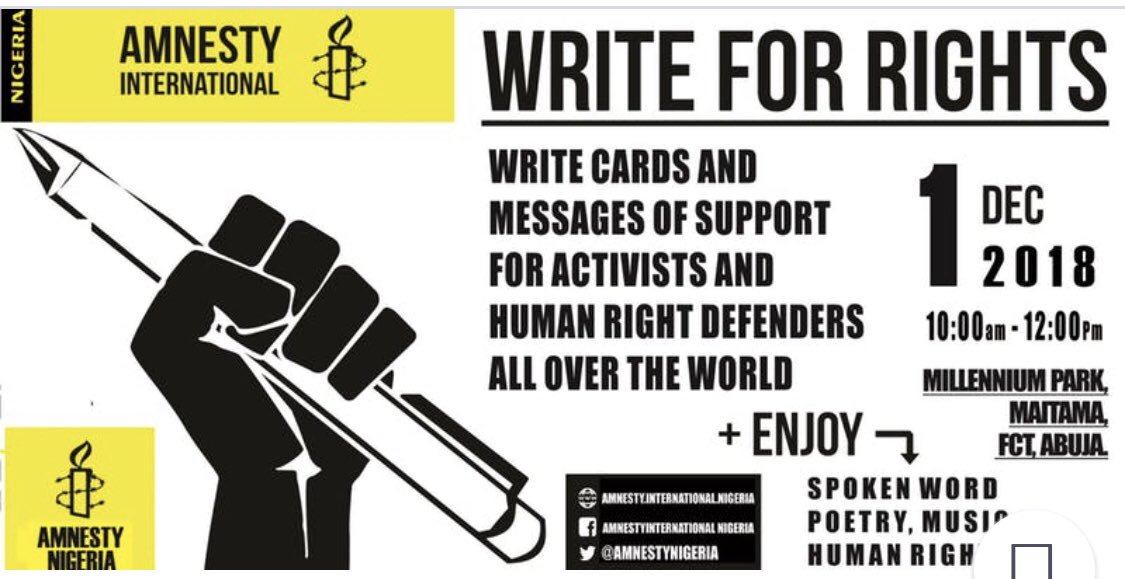 NIGERIA
AMNESTY
INTERNATIONAL
WRITE FOR RIGHTS
WRITE CARDS AND
MESSAGES OF SUPPORT
FOR ACTIVISTS AND
HUMAN RIGHT DEFENDERS
ALL OVER THE WORLD
1 DEC
2018
10:00am - 12:00Pm
MILLENNIUM PARK,
MAITAMA,
FCT, ABUJA.
+ ENJOY
SPOKEN WORD
POETRY, MUSIC
HUMAN
AMNESTY.INTERNATIONAL.NIGERIA
AMNESTYINTERNATIONAL NIGERIA
@AMNESTYNIGERIA
AMNESTY
NIGERIA